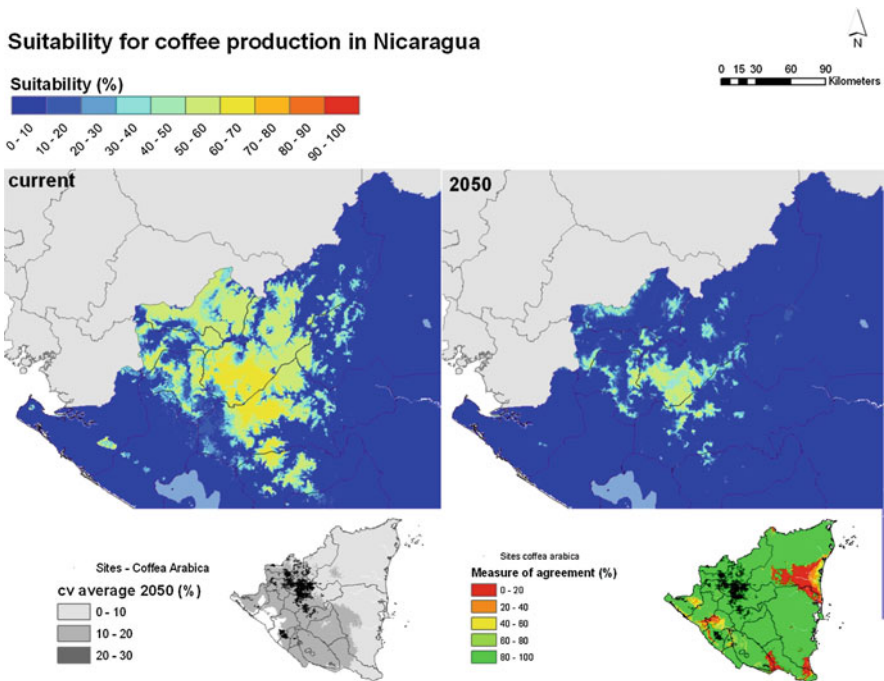 Suitability for coffee production in Nicaragua
N
0 15 30 60 90
Kilometers
Suitability (%)
0 - 10 10 - 20 20 - 30 30 - 40 40 - 50 50 - 60 60 - 70 70 - 80 80 - 90 90 - 100
current
2050
Sites - Coffea Arabica
cv average 2050 (%)
0 - 10
10 - 20
20 - 30
Sites coffea arabica
Measure of agreement (%)
0 - 20
20 - 40
40 - 60
60 - 80
80 - 100